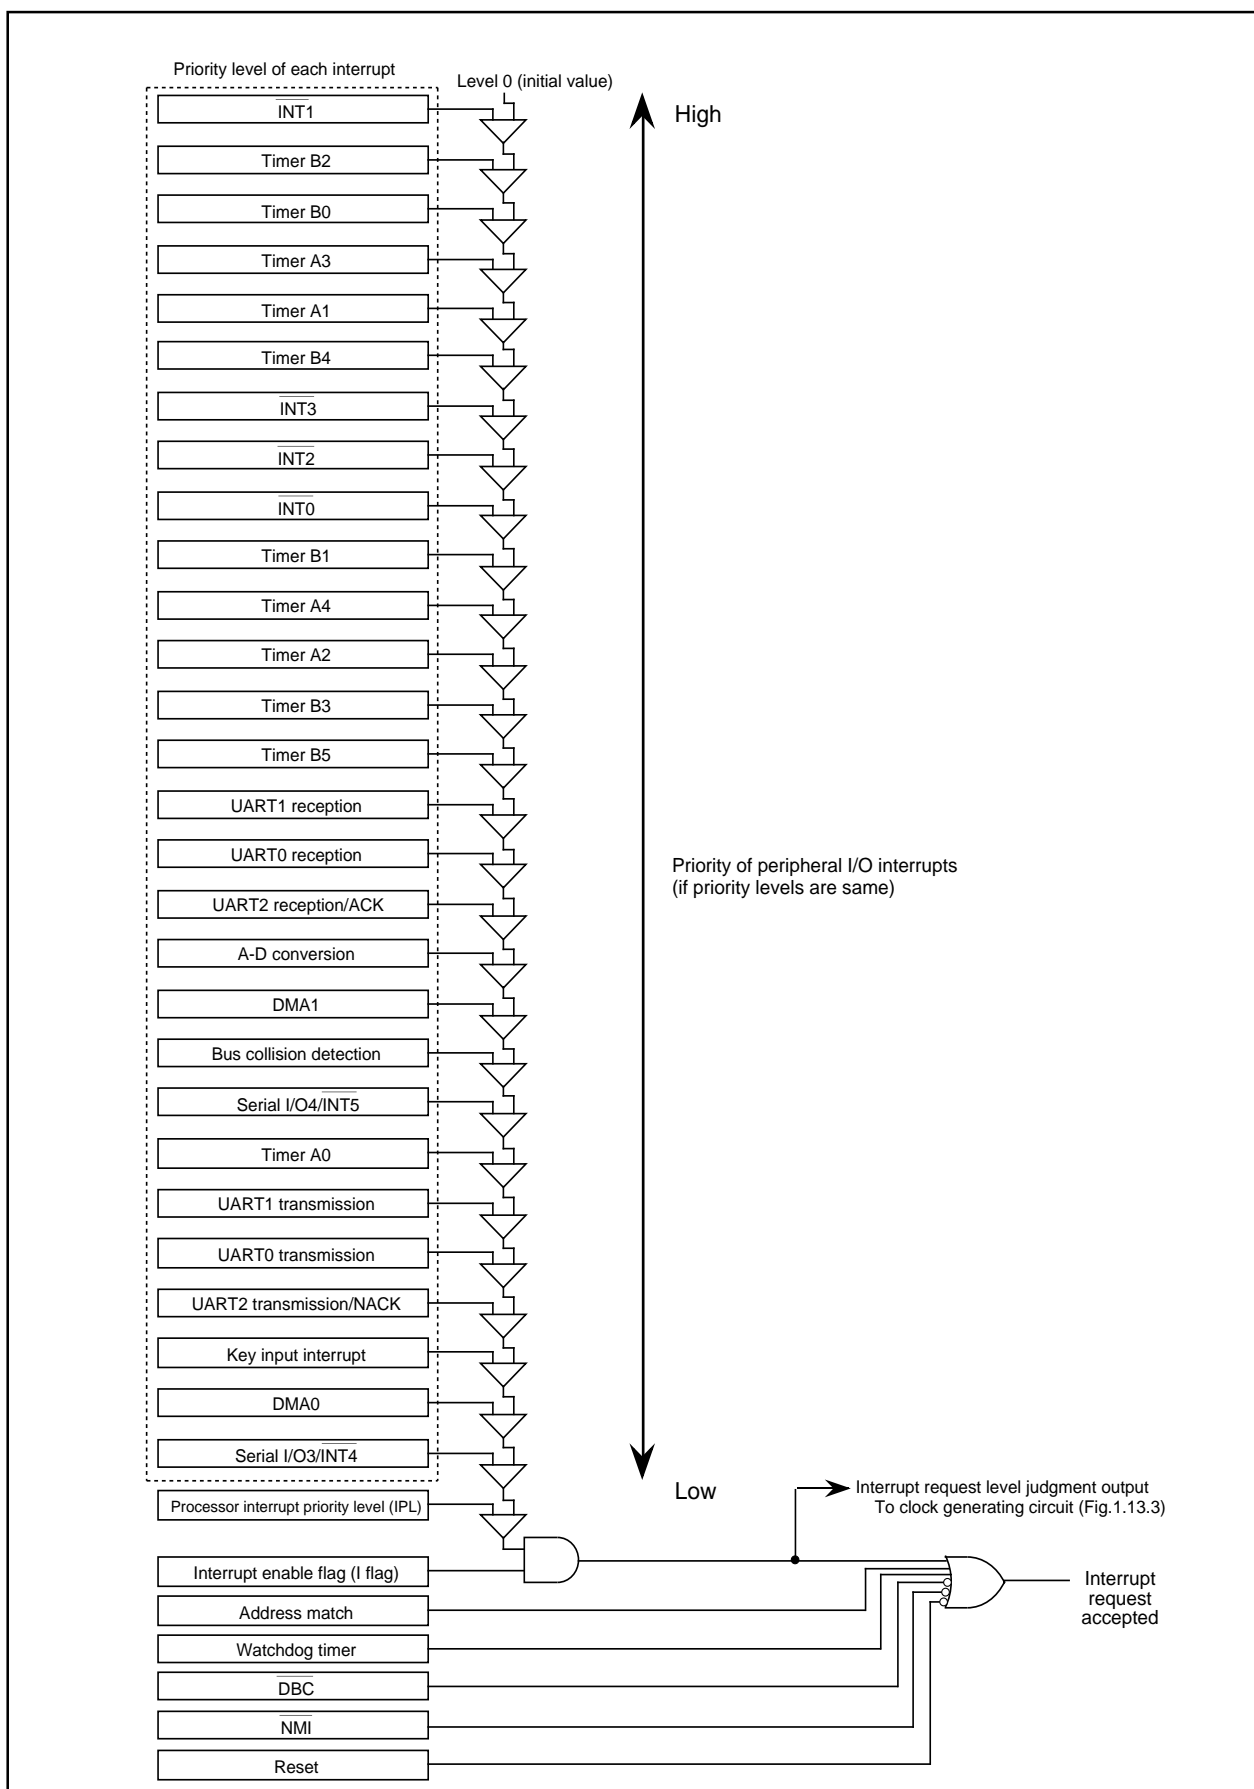 Priority level of each interrupt
Level 0 (initial value)
High
INT1
Timer B2
Timer B0
Timer A3
Timer A1
Timer B4
INT3
INT2
INT0
Timer B1
Timer A4
Timer A2
Timer B3
Timer B5
UART1 reception
UART0 reception
Priority of peripheral I/O interrupts
(if priority levels are same)
UART2 reception/ACK
A-D conversion
DMA1
Bus collision detection
Serial I/O4/INT5
Timer A0
UART1 transmission
UART0 transmission
UART2 transmission/NACK
Key input interrupt
DMA0
Serial I/O3/INT4
Low
Interrupt request level judgment output
To clock generating circuit (Fig.1.13.3)
Processor interrupt priority level (IPL)
Interrupt enable flag (I flag)
Interrupt
request
accepted
Address match
Watchdog timer
DBC
NMI
Reset